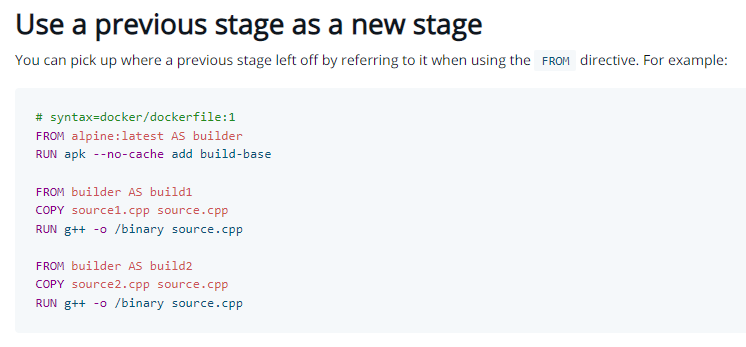 Use a previous stage as a new stage
You can pick up where a previous stage left off by referring to it when using the FROM directive. For example:
# syntax=docker/dockerfile:1
FROM alpine:latest AS builder
RUN apk --no-cache add build-base
FROM builder AS build1
COPY source1.cpp source.cpp
RUN g++ -o /binary source.cpp
FROM builder AS build2
COPY source2.cpp source.cpp
RUN g++ -o /binary source.cpp